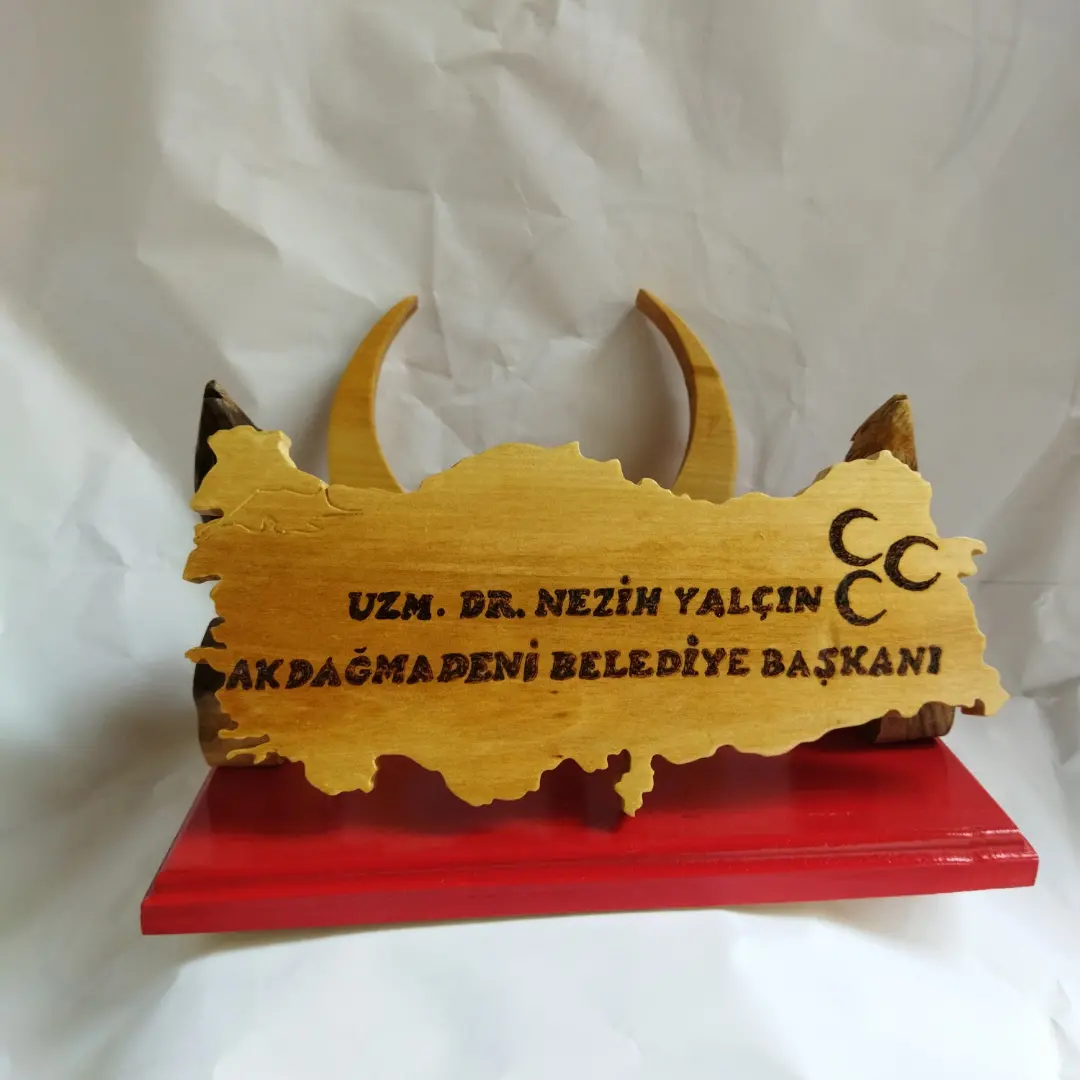 UZM. DR. NEZİH YALÇIN
AKDAĞMADENİ BELEDİYE BAŞKANI